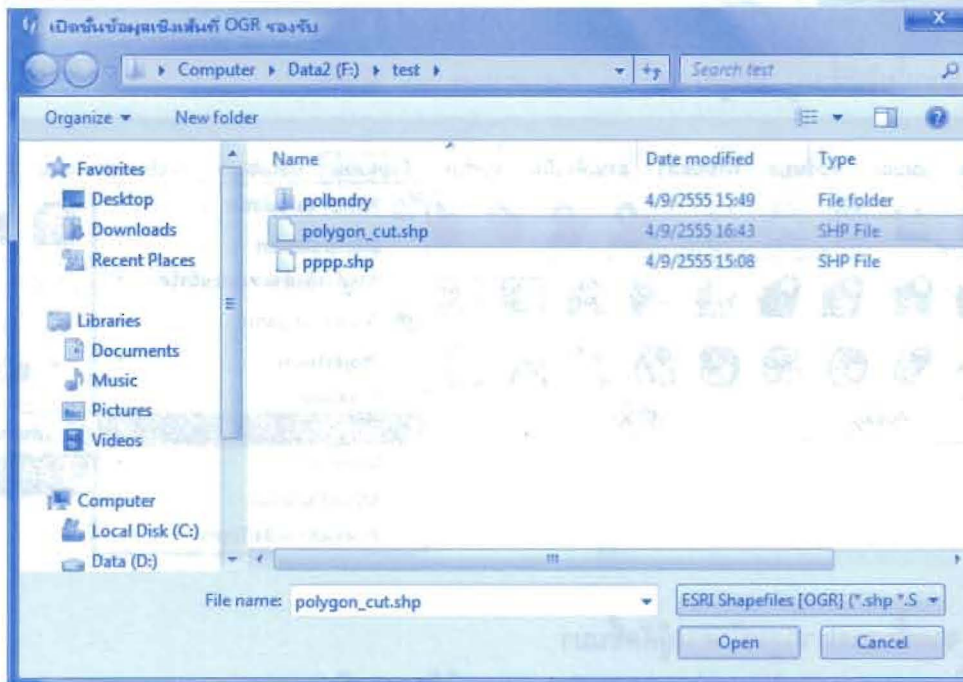 เปิดชั้นข้อมูลเชิงเส้นที่ OGR รองรับ
Computer ▸ Data2 (F:) ▸ test ▸
Search test
Organize
New folder
Name
Date modified
Type
Favorites
Desktop
Downloads
Recent Places
Libraries
Documents
Music
Pictures
Videos
Computer
Local Disk (C:)
Data (D:)
polbndry
4/9/2555 15:49
File folder
polygon_cut.shp
4/9/2555 16:43
SHP File
pppp.shp
4/9/2555 15:08
SHP File
File name:
polygon_cut.shp
ESRI Shapefiles [OGR] (*.shp *.S
Open
Cancel